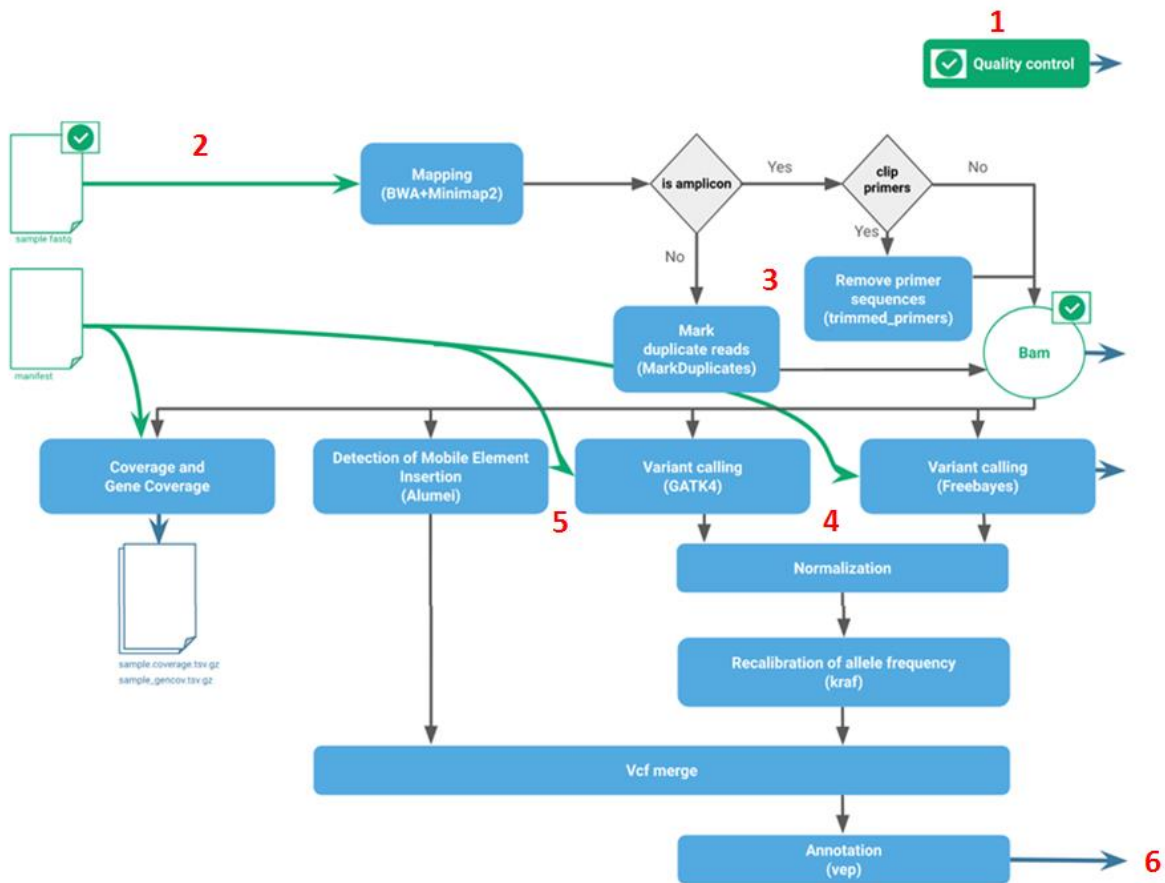 1
Quality control
2
sample fastq
Mapping
(BWA+Minimap2)
is amplicon
Yes
clip
primers
No
Yes
No
3
Remove primer
sequences
(trimmed_primers)
manifest
Mark
duplicate reads
(MarkDuplicates)
Bam
Coverage and
Gene Coverage
Detection of Mobile Element
Insertion
(Alumei)
Variant calling
(GATK4)
Variant calling
(Freebayes)
5
4
Normalization
sample.coverage.tsv.gz
sample_gencov.tsv.gz
Recalibration of allele frequency
(kraf)
Vcf merge
Annotation
(vep)
6